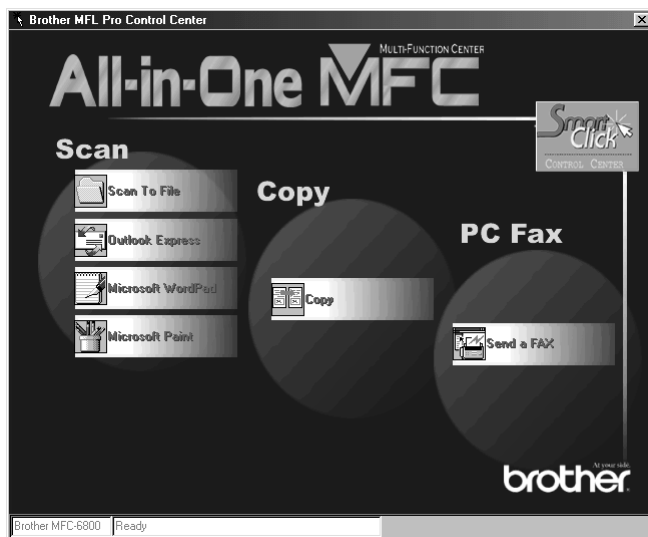 Brother MFL Pro Control Center
MULTI-FUNCTION CENTER
All-in-One MFC
Smart Click
CONTROL CENTER
Scan
Scan To File
Outlook Express
Microsoft WordPad
Microsoft Paint
Copy
Copy
PC Fax
Send a FAX
At your side.
brother
Brother MFC-6800
Ready